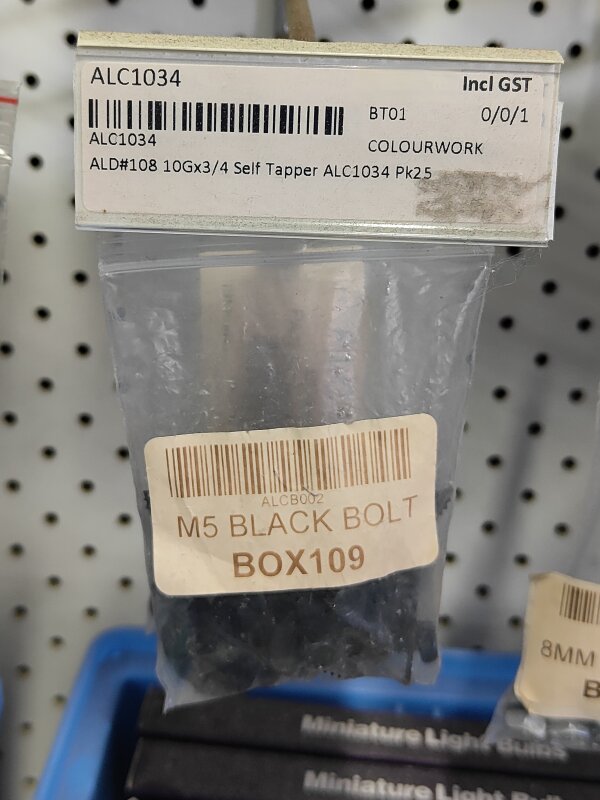 ALC1034
Incl GST
BT01
0/0/1
ALC1034
COLOURWORK
ALD#108 10Gx3/4 Self Tapper ALC1034 Pk25
ALCB002
M5 BLACK BOLT
BOX109
8MM
B
Miniature Light Bulbs
Miniature Light Bul